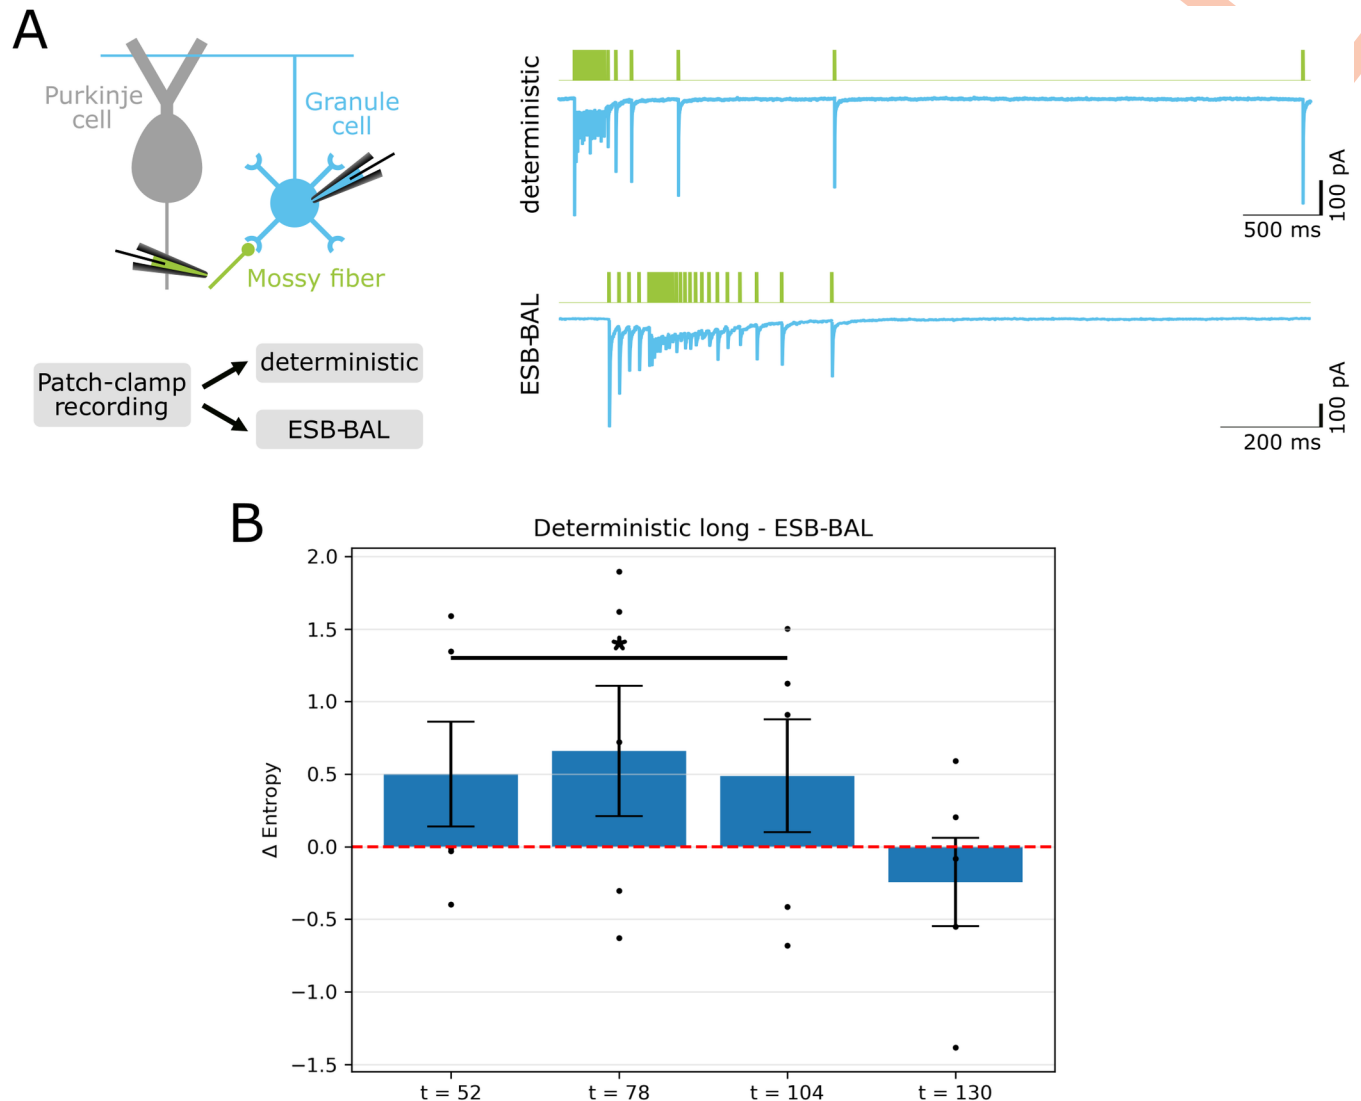 A
Purkinje
cell
Granule
cell
Mossy fiber
Patch-clamp
recording
deterministic
ESB-BAL
deterministic
100 pA
500 ms
ESB-BAL
100 pA
200 ms
B
Deterministic long - ESB-BAL
2.0
1.5
1.0
0.5
0.0
−0.5
−1.0
−1.5
Δ Entropy
*
t = 52
t = 78
t = 104
t = 130